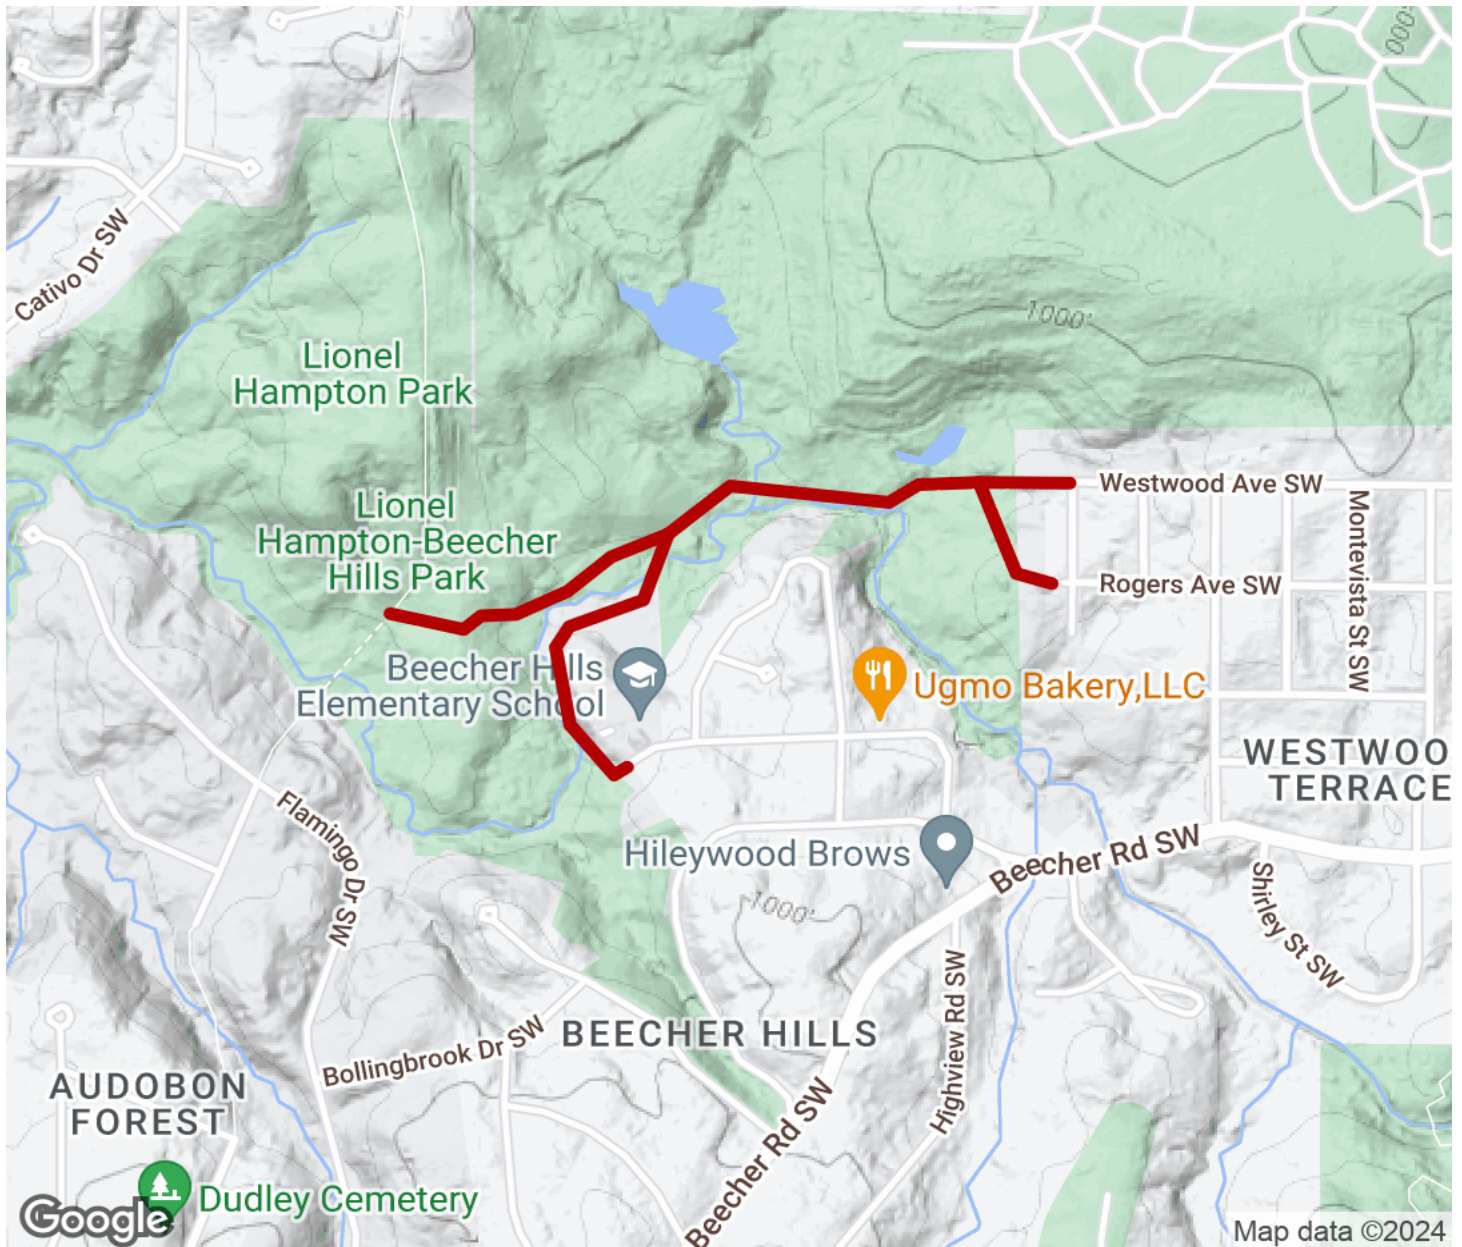 000'
Cativo Dr SW
1000'
Lionel
Hampton Park
Lionel
Hampton-Beecher
Hills Park
Westwood Ave SW
Rogers Ave SW
Montevista St SW
Beecher Hills
Elementary School
Ugmo Bakery,LLC
WESTWOO
TERRACE
Flamingo Dr SW
Hileywood Brows
Beecher Rd SW
Shirley St SW
1000'
Highview Rd SW
BEECHER HILLS
Bollingbrook Dr SW
AUDOBON
FOREST
Beecher Rd SW
Dudley Cemetery
Google
Map data ©2024